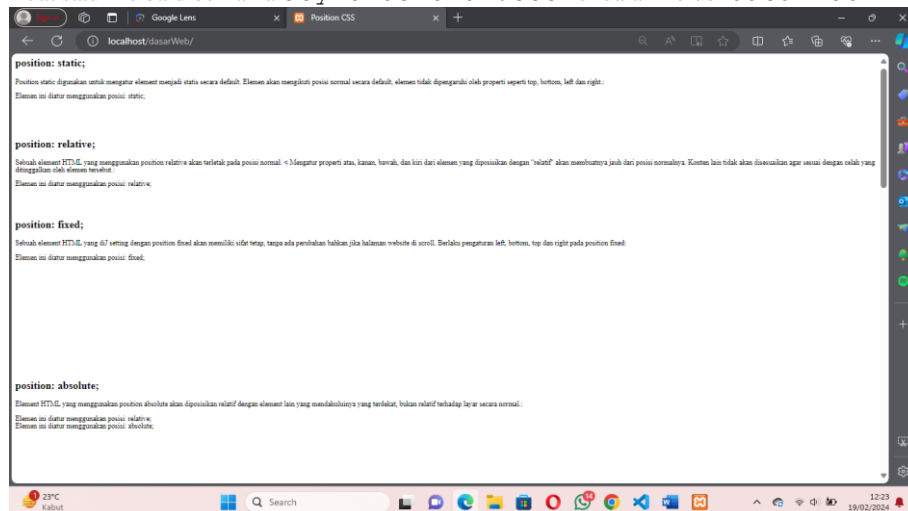 Google Lens
Position CSS
localhost/dasarWeb/
position: static;
Position static digunakan untuk mengatur element menjadi statis secara default. Elemen akan mengikuti posisi normal secara default, elemen tidak dipengaruhi oleh properti seperti top, bottom, left dan right.:
Elemen ini diatur menggunakan posisi: static;
position: relative;
Sebuah element HTML yang menggunakan position relative akan terletak pada posisi normal. < Mengatur properti atas, kanan, bawah, dan kiri dari elemen yang diposisikan dengan "relatif" akan membuatnya jauh dari posisi normalnya. Konten lain tidak akan disesuaikan agar sesuai dengan celah yang
ditinggalkan oleh elemen tersebut.:
Elemen ini diatur menggunakan posisi: relative;
position: fixed;
Sebuah element HTML yang di/ setting dengan position fixed akan memiliki sifat tetap, tanpa ada perubahan bahkan jika halaman website di scroll. Berlaku pengaturan left, bottom, top dan right pada position fixed:
Elemen ini diatur menggunakan posisi: fixed;
position: absolute;
Element HTML yang menggunakan position absolute akan diposisikan relatif dengan element lain yang mendahuluinya yang terdekat, bukan relatif terhadap layar secara normal.:
Elemen ini diatur menggunakan posisi: relative;
Elemen ini diatur menggunakan posisi: absolute;
23°C
Kabut
Search
12:23
19/02/2024